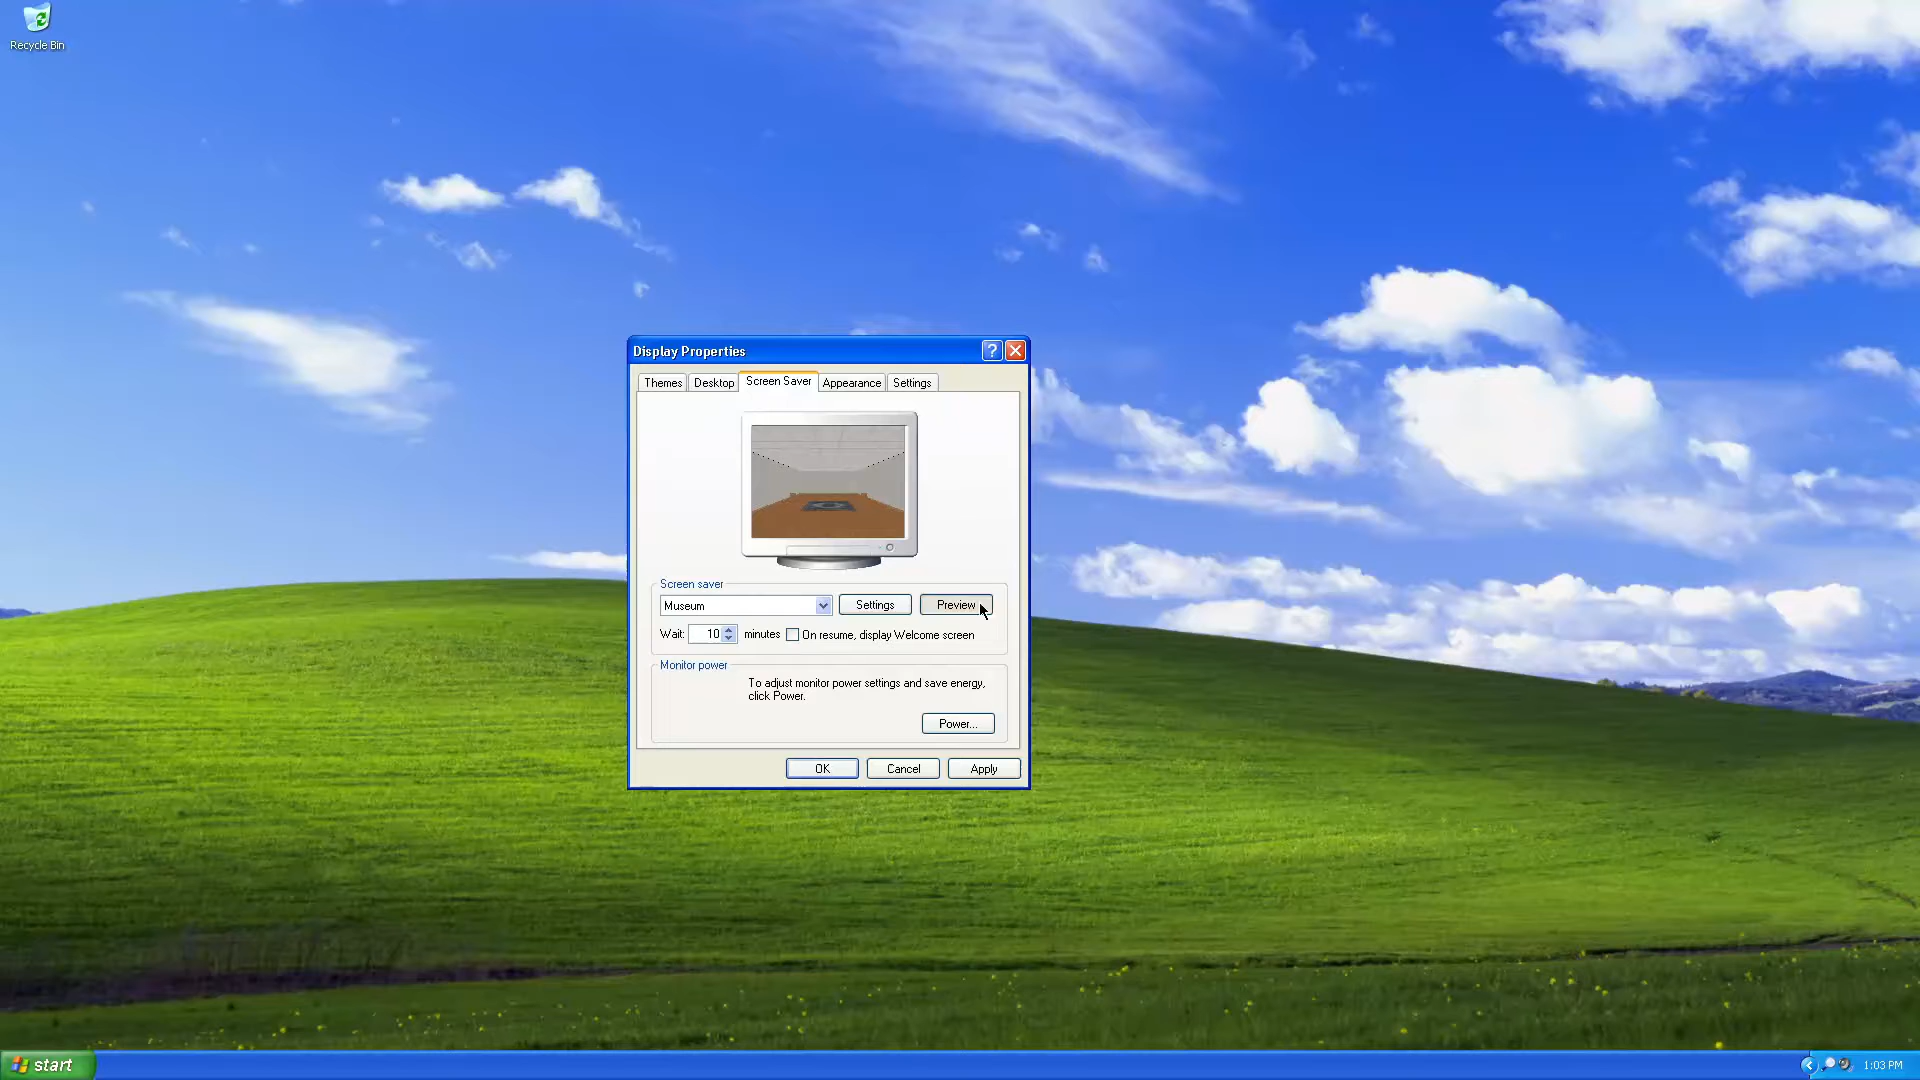 Recycle Bin
Display Properties
?
Themes Desktop Screen Saver Appearance Settings
Screen saver
Museum Settings Preview
Wait: 10 minutes On resume, display Welcome screen
Monitor power
To adjust monitor power settings and save energy,
click Power.
Power...
OK Cancel Apply
start 1:03 PM